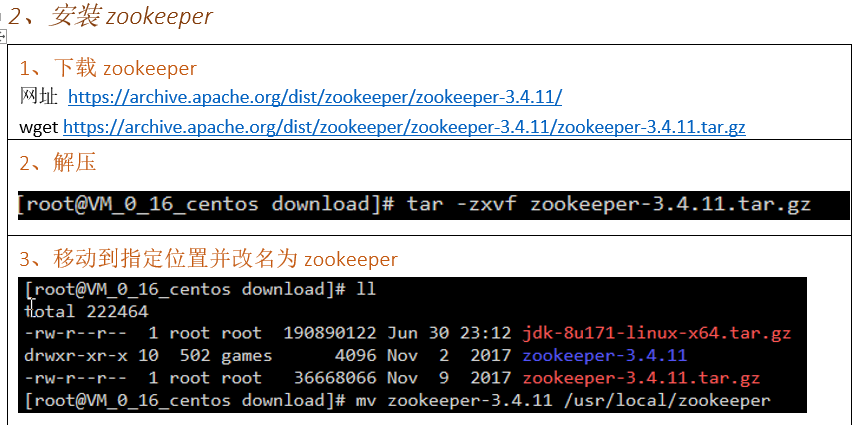 2、安装 zookeeper
1、下载 zookeeper
网址 https://archive.apache.org/dist/zookeeper/zookeeper-3.4.11/
wget https://archive.apache.org/dist/zookeeper/zookeeper-3.4.11/zookeeper-3.4.11.tar.gz
2、解压
[root@VM_0_16_centos download]# tar -zxvf zookeeper-3.4.11.tar.gz
3、移动到指定位置并改名为 zookeeper
[root@VM_0_16_centos download]# ll
total 222464
-rw-r--r--  1 root root  190890122 Jun 30 23:12 jdk-8u171-linux-x64.tar.gz
drwxr-xr-x 10  502 games      4096 Nov  2  2017 zookeeper-3.4.11
-rw-r--r--  1 root root   36668066 Nov  9  2017 zookeeper-3.4.11.tar.gz
[root@VM_0_16_centos download]# mv zookeeper-3.4.11 /usr/local/zookeeper